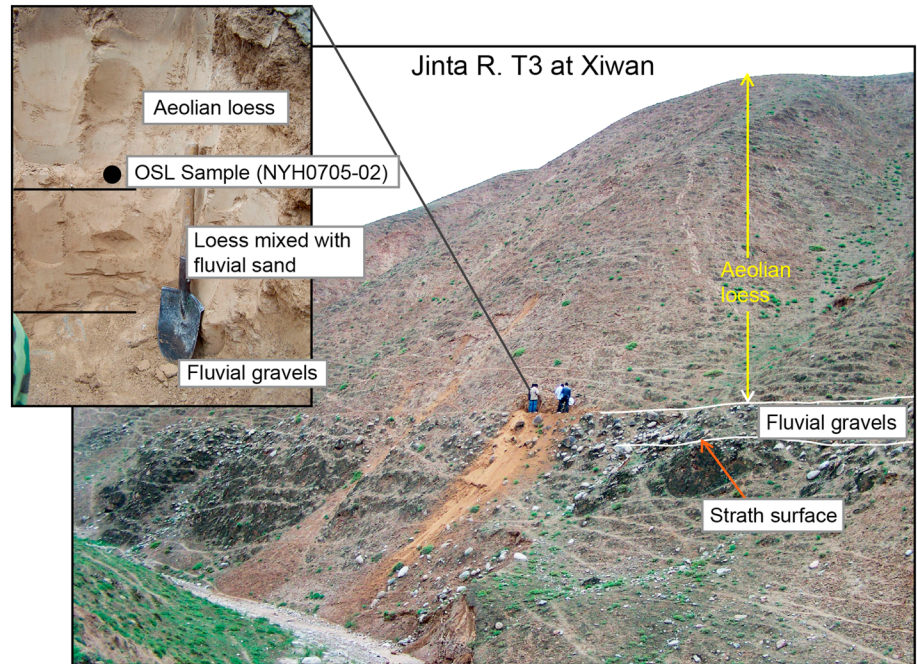 Jinta R. T3 at Xiwan
Aeolian loess
OSL Sample (NYH0705-02)
Loess mixed with
fluvial sand
Fluvial gravels
Aeolian
loess
Fluvial gravels
Strath surface